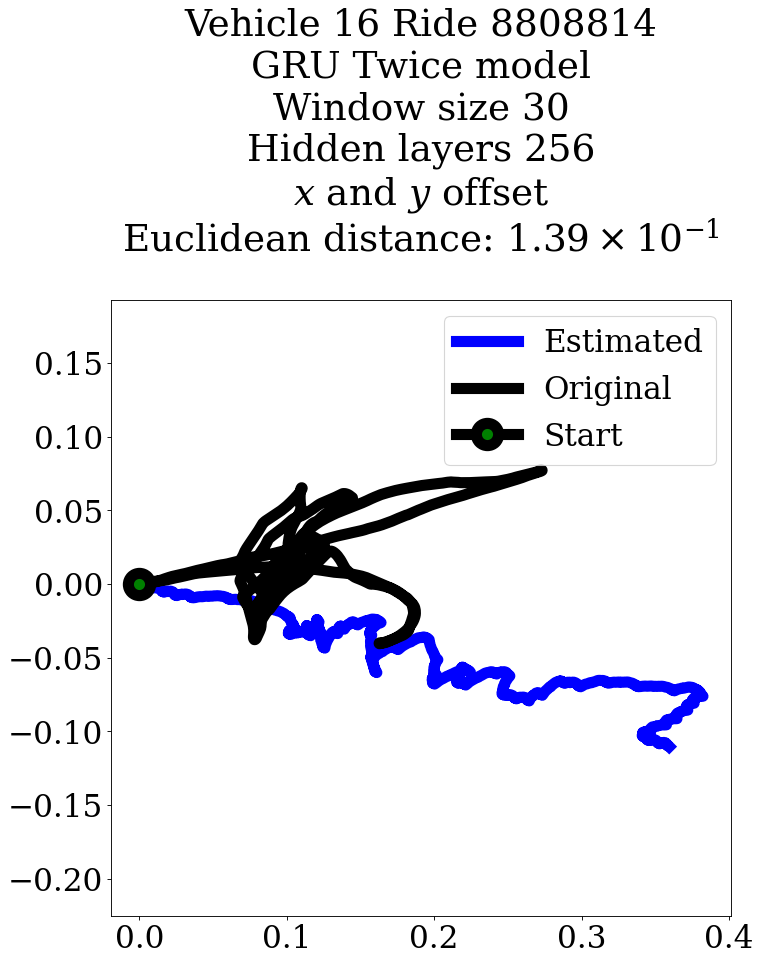 Vehicle 16 Ride 8808814
GRU Twice model
Window size 30
Hidden layers 256
x and y offset
Euclidean distance: 1.39 × 10⁻¹
Estimated
Original
Start
0.15
0.10
0.05
0.00
−0.05
−0.10
−0.15
−0.20
0.0 0.1 0.2 0.3 0.4